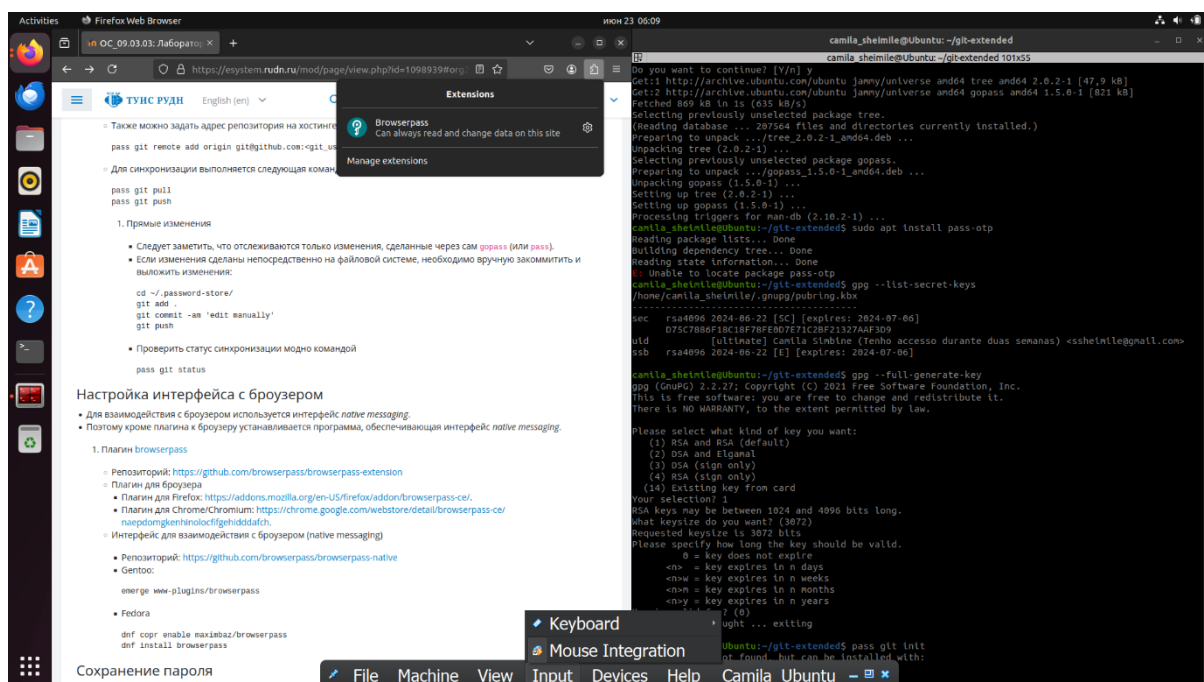 Activities Firefox Web Browser июн 23 06:09
ОС_09.03.03: Лаборатор × +
https://esystem.rudn.ru/mod/page/view.php?id=1098939#org
ТУИС РУДН English (en)
Extensions
Browserpass
Can always read and change data on this site
Manage extensions
Также можно задать адрес репозитория на хостинге
pass git remote add origin git@github.com:<git_us
Для синхронизации выполняется следующая коман
pass git pull
pass git push
1. Прямые изменения
Следует заметить, что отслеживаются только изменения, сделанные через сам gopass (или pass).
Если изменения сделаны непосредственно на файловой системе, необходимо вручную закоммитить и
выложить изменения:
cd ~/.password-store/
git add .
git commit -am 'edit manually'
git push
Проверить статус синхронизации модно командой
pass git status
Настройка интерфейса с броузером
Для взаимодействия с броузером используется интерфейс native messaging.
Поэтому кроме плагина к броузеру устанавливается программа, обеспечивающая интерфейс native messaging.
1. Плагин browserpass
Репозиторий: https://github.com/browserpass/browserpass-extension
Плагин для броузера
Плагин для Firefox: https://addons.mozilla.org/en-US/firefox/addon/browserpass-ce/.
Плагин для Chrome/Chromium: https://chrome.google.com/webstore/detail/browserpass-ce/
naepdomgkenhinolocfifgehidddafch.
Интерфейс для взаимодействия с броузером (native messaging)
Репозиторий: https://github.com/browserpass/browserpass-native
Gentoo:
emerge www-plugins/browserpass
Fedora
dnf copr enable maximbaz/browserpass
dnf install browserpass
Сохранение пароля
camila_sheimile@Ubuntu: ~/git-extended
camila_sheimile@Ubuntu: ~/git-extended 101x55
Do you want to continue? [Y/n] y
Get:1 http://archive.ubuntu.com/ubuntu jammy/universe amd64 tree amd64 2.0.2-1 [47,9 kB]
Get:2 http://archive.ubuntu.com/ubuntu jammy/universe amd64 gopass amd64 1.5.0-1 [821 kB]
Fetched 869 kB in 1s (635 kB/s)
Selecting previously unselected package tree.
(Reading database ... 207564 files and directories currently installed.)
Preparing to unpack .../tree_2.0.2-1_amd64.deb ...
Unpacking tree (2.0.2-1) ...
Selecting previously unselected package gopass.
Preparing to unpack .../gopass_1.5.0-1_amd64.deb ...
Unpacking gopass (1.5.0-1) ...
Setting up tree (2.0.2-1) ...
Setting up gopass (1.5.0-1) ...
Processing triggers for man-db (2.10.2-1) ...
camila_sheimile@Ubuntu:~/git-extended$ sudo apt install pass-otp
Reading package lists... Done
Building dependency tree... Done
Reading state information... Done
E: Unable to locate package pass-otp
camila_sheimile@Ubuntu:~/git-extended$ gpg --list-secret-keys
/home/camila_sheimile/.gnupg/pubring.kbx
----------------------------------------
sec rsa4096 2024-06-22 [SC] [expires: 2024-07-06]
D75C7886F18C18F78FE0D7E71C2BF21327AAF3D9
uid [ultimate] Camila Simbine (Tenho accesso durante duas semanas) <ssheimile@gmail.com>
ssb rsa4096 2024-06-22 [E] [expires: 2024-07-06]
camila_sheimile@Ubuntu:~/git-extended$ gpg --full-generate-key
gpg (GnuPG) 2.2.27; Copyright (C) 2021 Free Software Foundation, Inc.
This is free software: you are free to change and redistribute it.
There is NO WARRANTY, to the extent permitted by law.
Please select what kind of key you want:
(1) RSA and RSA (default)
(2) DSA and Elgamal
(3) DSA (sign only)
(4) RSA (sign only)
(14) Existing key from card
Your selection? 1
RSA keys may be between 1024 and 4096 bits long.
What keysize do you want? (3072)
Requested keysize is 3072 bits
Please specify how long the key should be valid.
0 = key does not expire
<n> = key expires in n days
<n>w = key expires in n weeks
<n>m = key expires in n months
<n>y = key expires in n years
? (0)
ught ... exiting
Ubuntu:~/git-extended$ pass git init
ot found, but can be installed with:
Keyboard
Mouse Integration
File Machine View Input Devices Help Camila_Ubuntu